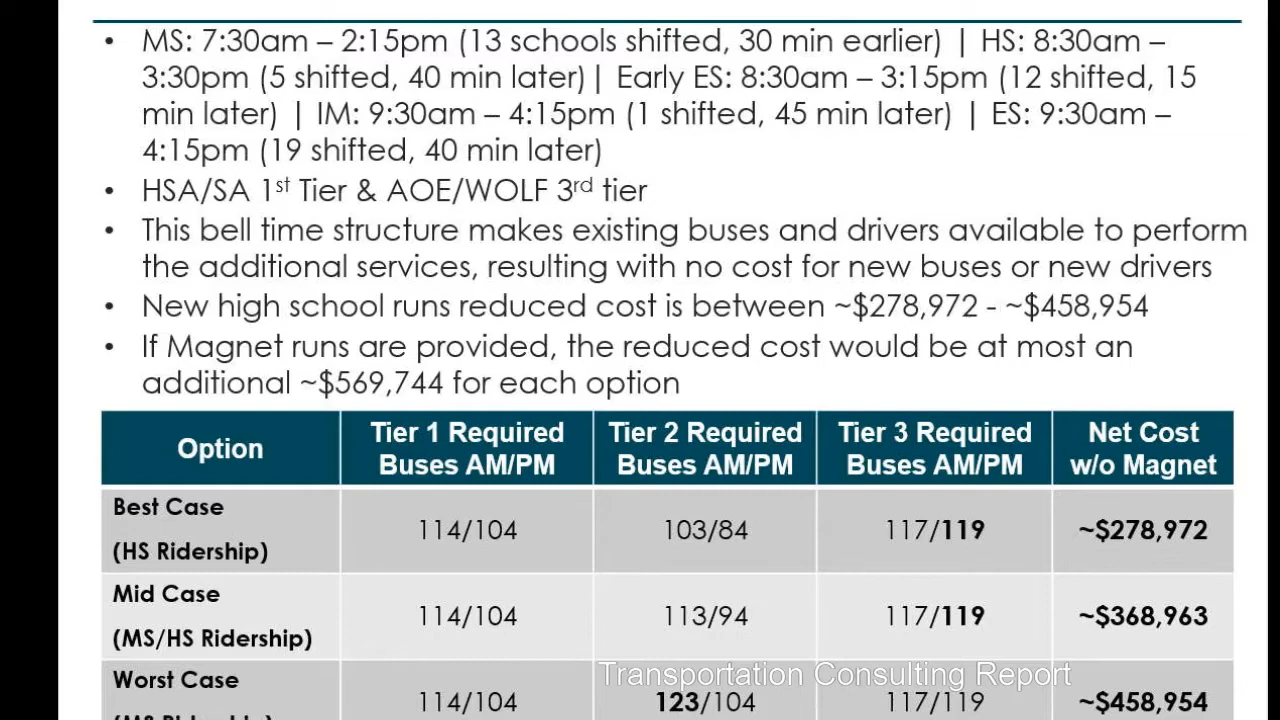 • MS: 7:30am – 2:15pm (13 schools shifted, 30 min earlier) | HS: 8:30am –
3:30pm (5 shifted, 40 min later)| Early ES: 8:30am – 3:15pm (12 shifted, 15
min later) | IM: 9:30am – 4:15pm (1 shifted, 45 min later) | ES: 9:30am –
4:15pm (19 shifted, 40 min later)
• HSA/SA 1st Tier & AOE/WOLF 3rd tier
• This bell time structure makes existing buses and drivers available to perform
the additional services, resulting with no cost for new buses or new drivers
• New high school runs reduced cost is between ~$278,972 - ~$458,954
• If Magnet runs are provided, the reduced cost would be at most an
additional ~$569,744 for each option
Option
Tier 1 Required
Buses AM/PM
Tier 2 Required
Buses AM/PM
Tier 3 Required
Buses AM/PM
Net Cost
w/o Magnet
Best Case
(HS Ridership)
114/104
103/84
117/119
~$278,972
Mid Case
(MS/HS Ridership)
114/104
113/94
117/119
~$368,963
Transportation Consulting Report
Worst Case
(MS Ridership)
114/104
123/104
117/119
~$458,954